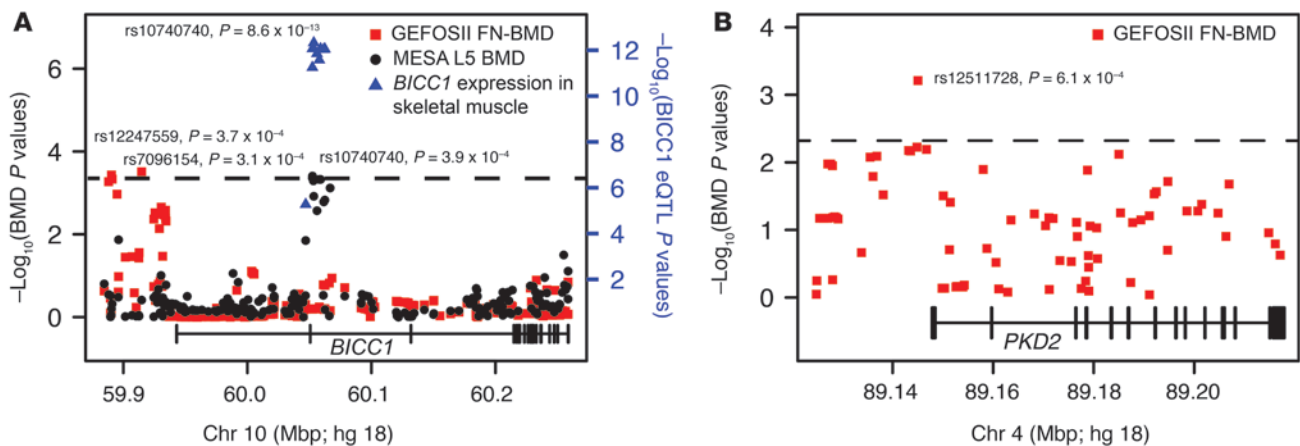 A
rs10740740, P = 8.6 x 10–13
GEFOSII FN-BMD
MESA L5 BMD
BICC1 expression in
skeletal muscle
rs12247559, P = 3.7 x 10–4
rs7096154, P = 3.1 x 10–4
rs10740740, P = 3.9 x 10–4
–Log10(BMD P values)
6
4
2
0
–Log10(BICC1 eQTL P values)
12
10
8
6
4
2
BICC1
59.9 60.0 60.1 60.2
Chr 10 (Mbp; hg 18)
B
GEFOSII FN-BMD
rs12511728, P = 6.1 x 10–4
–Log10(BMD P values)
4
3
2
1
0
PKD2
89.14 89.16 89.18 89.20
Chr 4 (Mbp; hg 18)